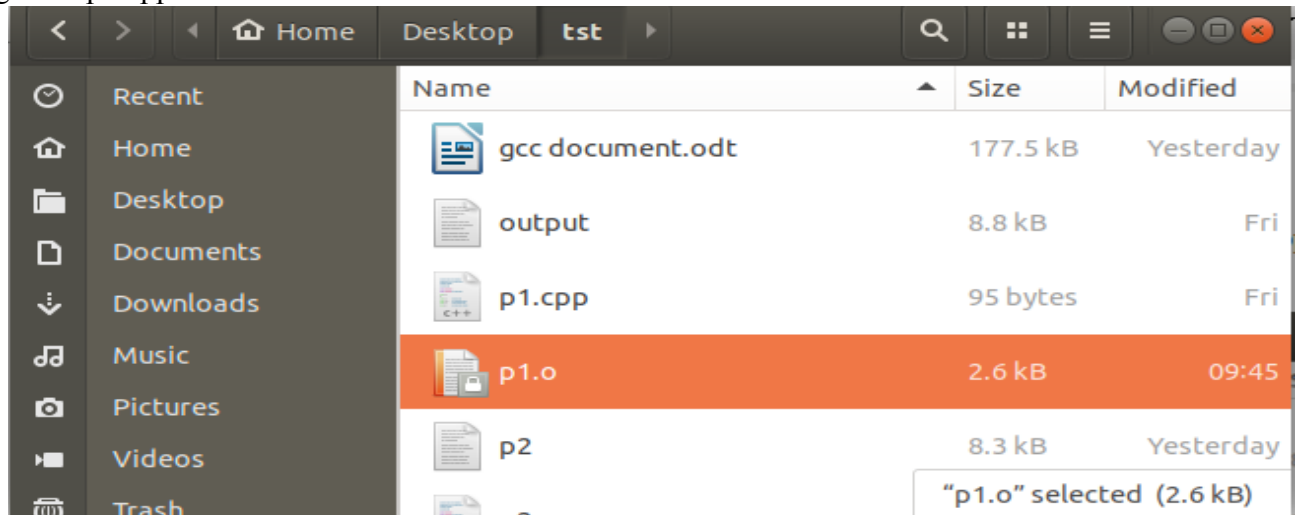 Home Desktop tst
Name Size Modified
Recent
Home
Desktop
Documents
Downloads
Music
Pictures
Videos
Trash
gcc document.odt 177.5 kB Yesterday
output 8.8 kB Fri
p1.cpp 95 bytes Fri
p1.o 2.6 kB 09:45
p2 8.3 kB Yesterday
“p1.o” selected (2.6 kB)